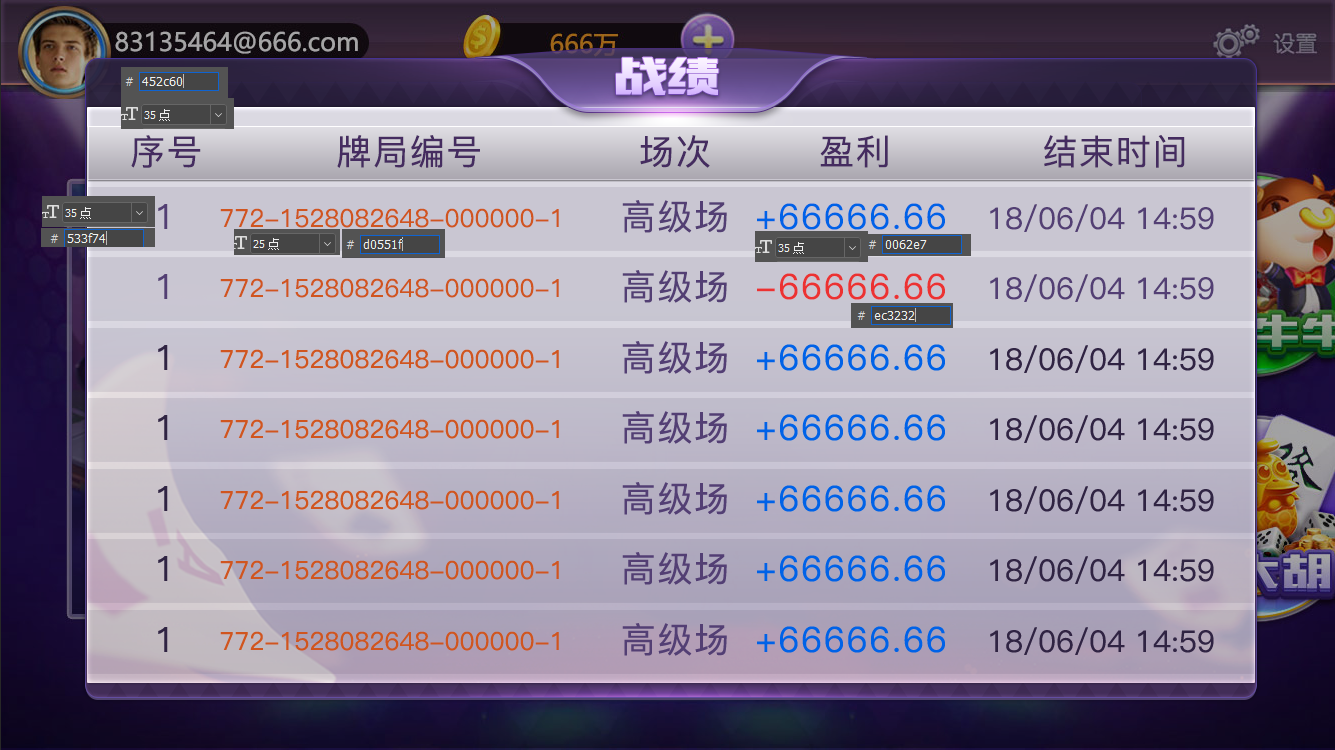 83135464@666.com 666万 设置
战绩
# 452c60
35 点
序号 牌局编号 场次 盈利 结束时间
1 772-1528082648-000000-1 高级场 +66666.66 18/06/04 14:59
35 点
# 533f74
25 点 # d0551f
35 点 # 0062e7
1 772-1528082648-000000-1 高级场 -66666.66 18/06/04 14:59
# ec3232
牛牛
1 772-1528082648-000000-1 高级场 +66666.66 18/06/04 14:59
1 772-1528082648-000000-1 高级场 +66666.66 18/06/04 14:59
1 772-1528082648-000000-1 高级场 +66666.66 18/06/04 14:59
1 772-1528082648-000000-1 高级场 +66666.66 18/06/04 14:59
大胡
1 772-1528082648-000000-1 高级场 +66666.66 18/06/04 14:59